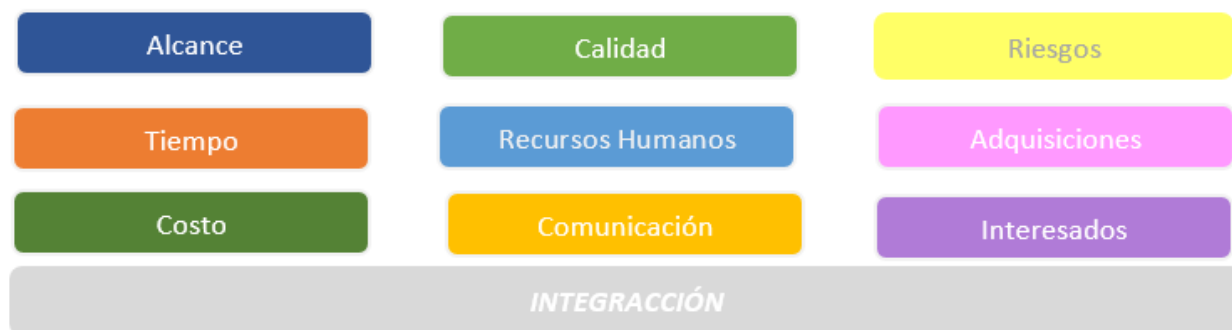 Alcance
Calidad
Riesgos
Tiempo
Recursos Humanos
Adquisiciones
Costo
Comunicación
Interesados
INTEGRACCIÓN